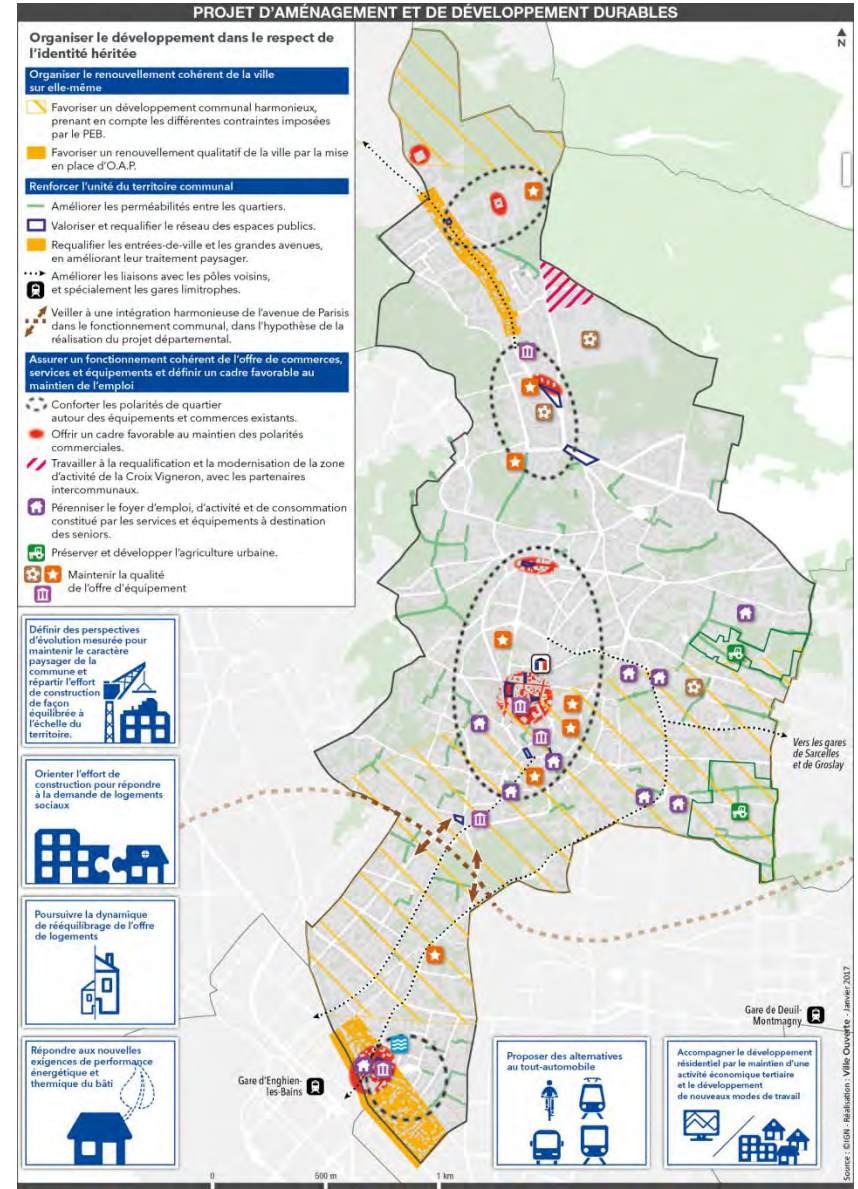 PROJET D'AMÉNAGEMENT ET DE DÉVELOPPEMENT DURABLES
Organiser le développement dans le respect de
l'identité héritée
Organiser le renouvellement cohérent de la ville
sur elle-même
Favoriser un développement communal harmonieux,
prenant en compte les différentes contraintes imposées
par le PEB.
Favoriser un renouvellement qualitatif de la ville par la mise
en place d'O.A.P.
Renforcer l'unité du territoire communal
Améliorer les perméabilités entre les quartiers.
Valoriser et requalifier le réseau des espaces publics.
Requalifier les entrées-de-ville et les grandes avenues,
en améliorant leur traitement paysager.
Améliorer les liaisons avec les pôles voisins,
et spécialement les gares limitrophes.
Veiller à une intégration harmonieuse de l'avenue de Parisis
dans le fonctionnement communal, dans l'hypothèse de la
réalisation du projet départemental.
Assurer un fonctionnement cohérent de l'offre de commerces,
services et équipements et définir un cadre favorable au
maintien de l'emploi
Conforter les polarités de quartier
autour des équipements et commerces existants.
Offrir un cadre favorable au maintien des polarités
commerciales.
Travailler à la requalification et la modernisation de la zone
d'activité de la Croix Vigneron, avec les partenaires
intercommunaux.
Pérenniser le foyer d'emploi, d'activité et de consommation
constitué par les services et équipements à destination
des seniors.
Préserver et développer l'agriculture urbaine.
Maintenir la qualité
de l'offre d'équipement
N
Définir des perspectives
d'évolution mesurée pour
maintenir le caractère
paysager de la
commune et
répartir l'effort
de construction
de façon
équilibrée à
l'échelle du
territoire.
Orienter l'effort de
construction pour répondre
à la demande de logements
sociaux
Poursuivre la dynamique
de rééquilibrage de l'offre
de logements
Répondre aux nouvelles
exigences de performance
énergétique et
thermique du bâti
Vers les gares
de Sarcelles
et de Groslay
Gare de Deuil-
Montmagny
Gare d'Enghien-
les-Bains
Proposer des alternatives
au tout-automobile
Accompagner le développement
résidentiel par le maintien d'une
activité économique tertiaire
et le développement
de nouveaux modes de travail
0 500 m 1 km
Source : ©IGN - Réalisation : Ville Ouverte - Janvier 2017